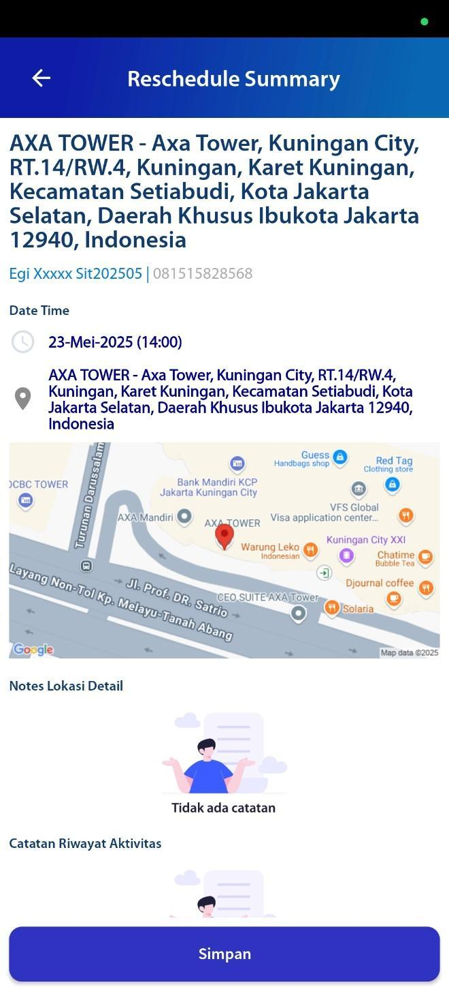 Reschedule Summary
AXA TOWER - Axa Tower, Kuningan City,
RT.14/RW.4, Kuningan, Karet Kuningan,
Kecamatan Setiabudi, Kota Jakarta
Selatan, Daerah Khusus Ibukota Jakarta
12940, Indonesia
Egi Xxxxx Sit202505 | 081515828568
Date Time
23-Mei-2025 (14:00)
AXA TOWER - Axa Tower, Kuningan City, RT.14/RW.4,
Kuningan, Karet Kuningan, Kecamatan Setiabudi, Kota
Jakarta Selatan, Daerah Khusus Ibukota Jakarta 12940,
Indonesia
Turunan Darussalam
Guess
Handbags shop
Red Tag
Clothing store
OCBC TOWER
Bank Mandiri KCP
Jakarta Kuningan City
AXA Mandiri
AXA TOWER
VFS Global
Visa application center...
Warung Leko
Indonesian
Kuningan City XXI
Chatime
Bubble Tea
Layang Non-Tol Kp. Melayu-Tanah Abang
Jl. Prof. DR. Satrio
CEO SUITE AXA Tower
Djournal coffee
Solaria
Google
Map data ©2025
Notes Lokasi Detail
Tidak ada catatan
Catatan Riwayat Aktivitas
Simpan